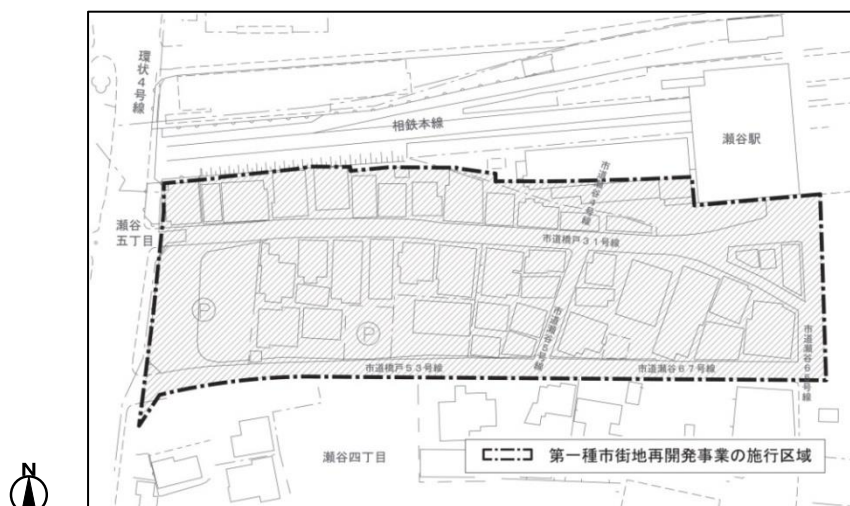 環状4号線
相鉄本線
瀬谷駅
市道瀬谷4号線
瀬谷
五丁目
市道橋戸31号線
P
P
市道瀬谷5号線
市道橋戸53号線
市道瀬谷67号線
市道瀬谷66号線
瀬谷四丁目
第一種市街地再開発事業の施行区域
N